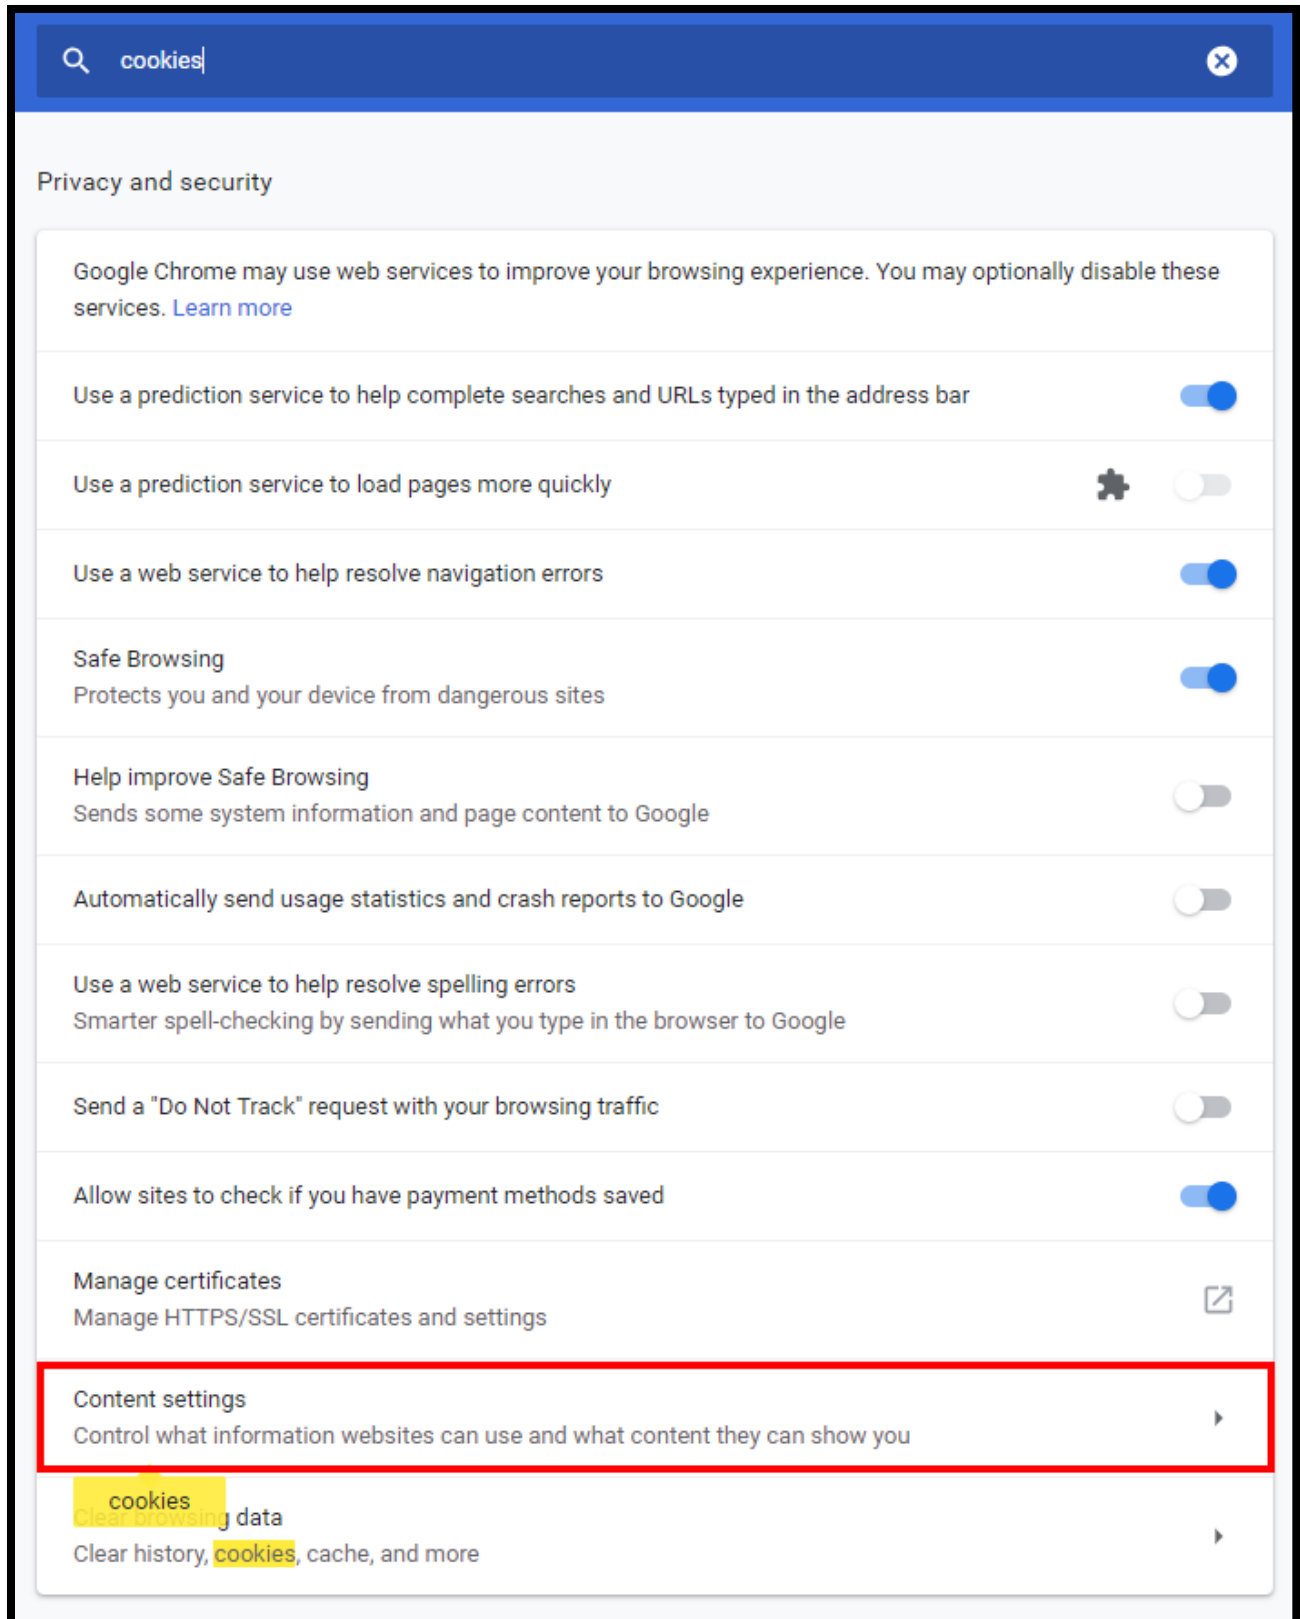 cookies
Privacy and security
Google Chrome may use web services to improve your browsing experience. You may optionally disable these
services. Learn more
Use a prediction service to help complete searches and URLs typed in the address bar
Use a prediction service to load pages more quickly
Use a web service to help resolve navigation errors
Safe Browsing
Protects you and your device from dangerous sites
Help improve Safe Browsing
Sends some system information and page content to Google
Automatically send usage statistics and crash reports to Google
Use a web service to help resolve spelling errors
Smarter spell-checking by sending what you type in the browser to Google
Send a "Do Not Track" request with your browsing traffic
Allow sites to check if you have payment methods saved
Manage certificates
Manage HTTPS/SSL certificates and settings
Content settings
Control what information websites can use and what content they can show you
cookies
Clear browsing data
Clear history, cookies, cache, and more